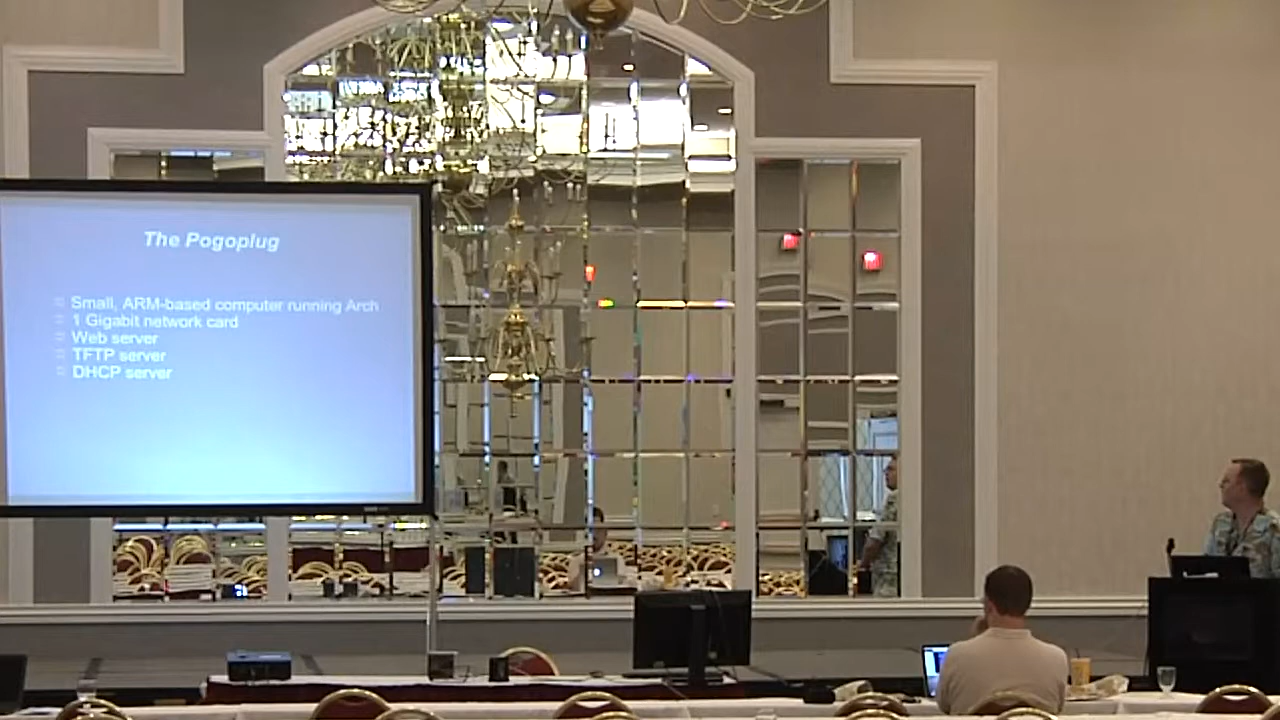 The Pogoplug
Small, ARM-based computer running Arch
1 Gigabit network card
Web server
TFTP server
DHCP server